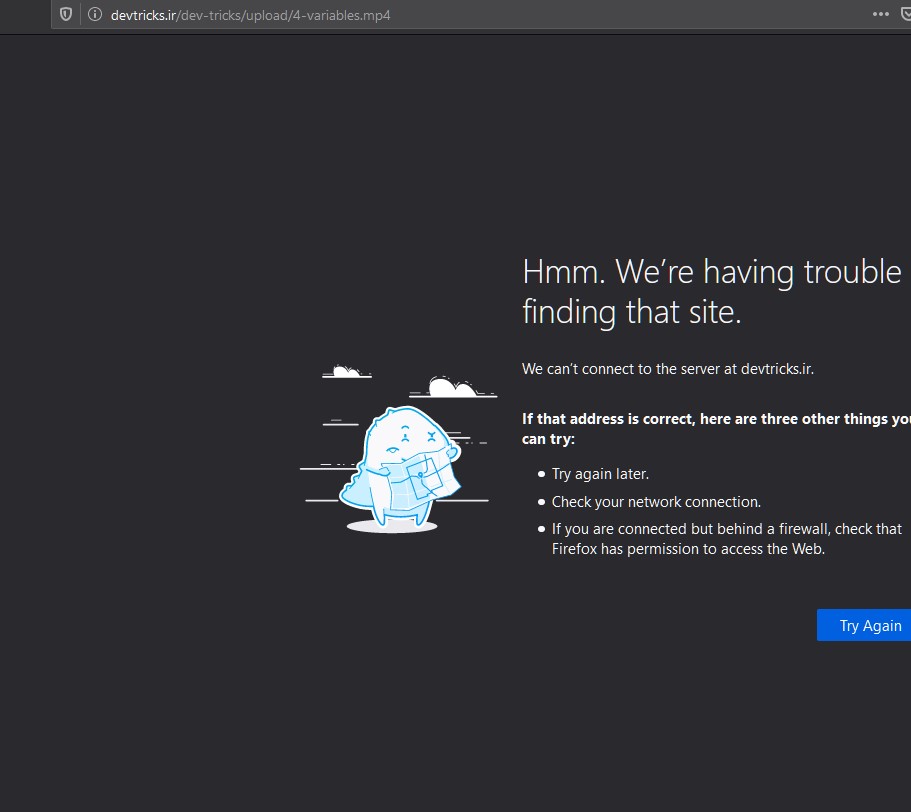 devtricks.ir/dev-tricks/upload/4-variables.mp4
Hmm. We’re having trouble
finding that site.
We can’t connect to the server at devtricks.ir.
If that address is correct, here are three other things you
can try:
Try again later.
Check your network connection.
If you are connected but behind a firewall, check that
Firefox has permission to access the Web.
Try Again